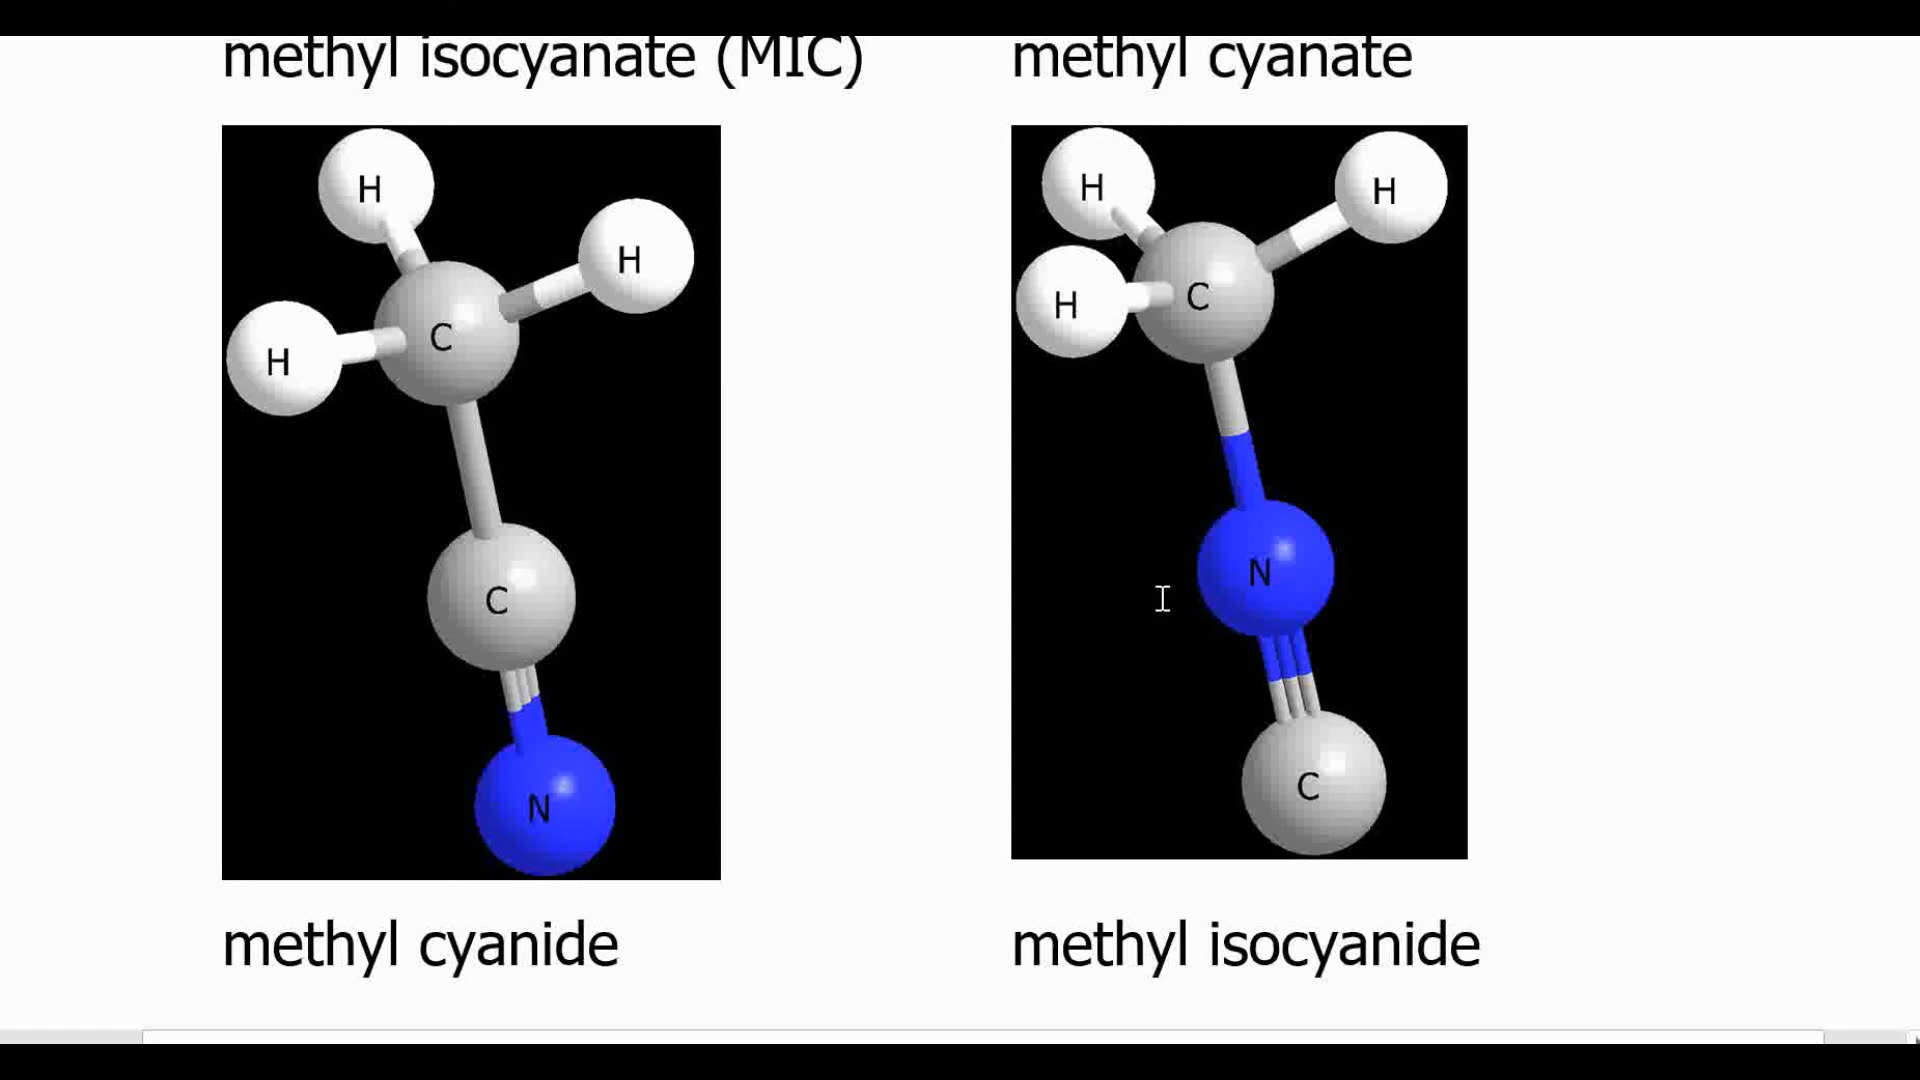 methyl isocyanate (MIC)
methyl cyanate
H
H
H
C
C
N
H
H
H
C
N
C
methyl cyanide
methyl isocyanide